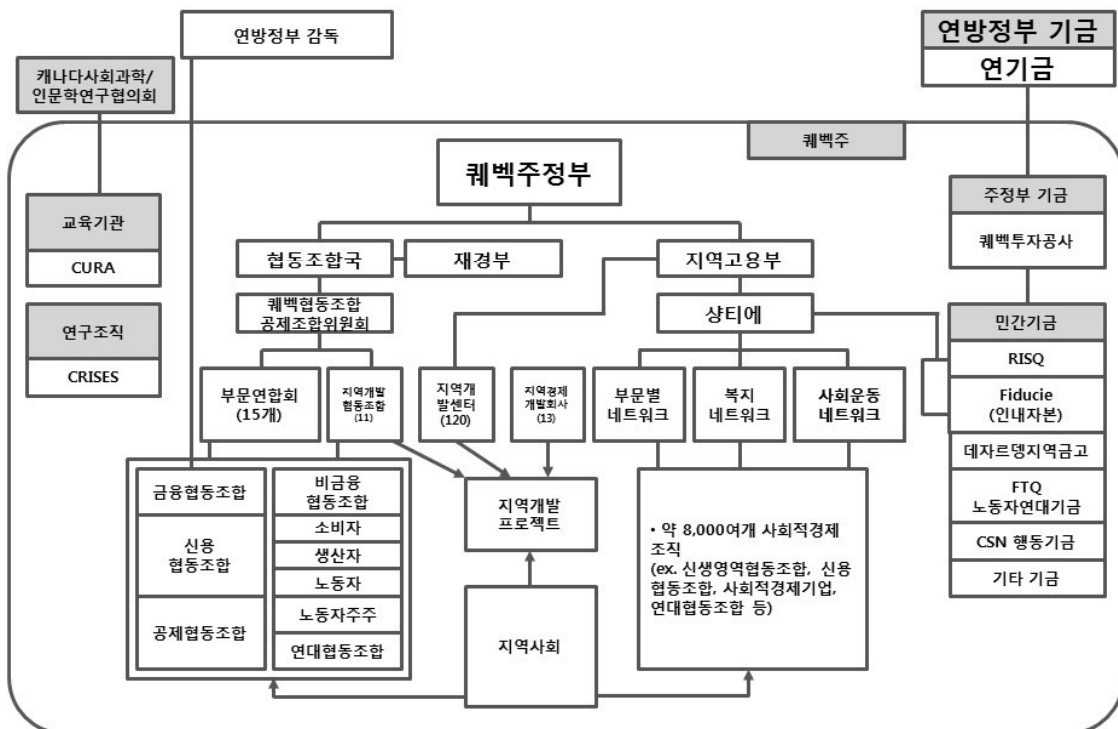 연방정부 감독
연방정부 기금
연기금
캐나다사회과학/
인문학연구협의회
퀘벡주
퀘벡주정부
교육기관
CURA
연구조직
CRISES
주정부 기금
퀘벡투자공사
협동조합국
재경부
지역고용부
퀘벡협동조합
공제조합위원회
샹티에
민간기금
RISQ
Fiducie
(인내자본)
데자르뎅지역금고
FTQ
노동자연대기금
CSN 행동기금
기타 기금
부문연합회
(15개)
지역개발
협동조합
(11)
지역개
발센터
(120)
지역경제
개발회사
(13)
부문별
네트워크
복지
네트워크
사회운동
네트워크
금융협동조합
신용
협동조합
공제협동조합
비금융
협동조합
소비자
생산자
노동자
노동자주주
연대협동조합
지역개발
프로젝트
지역사회
• 약 8,000여개 사회적경제
조직
(ex. 신생영역협동조합, 신용
협동조합, 사회적경제기업,
연대협동조합 등)